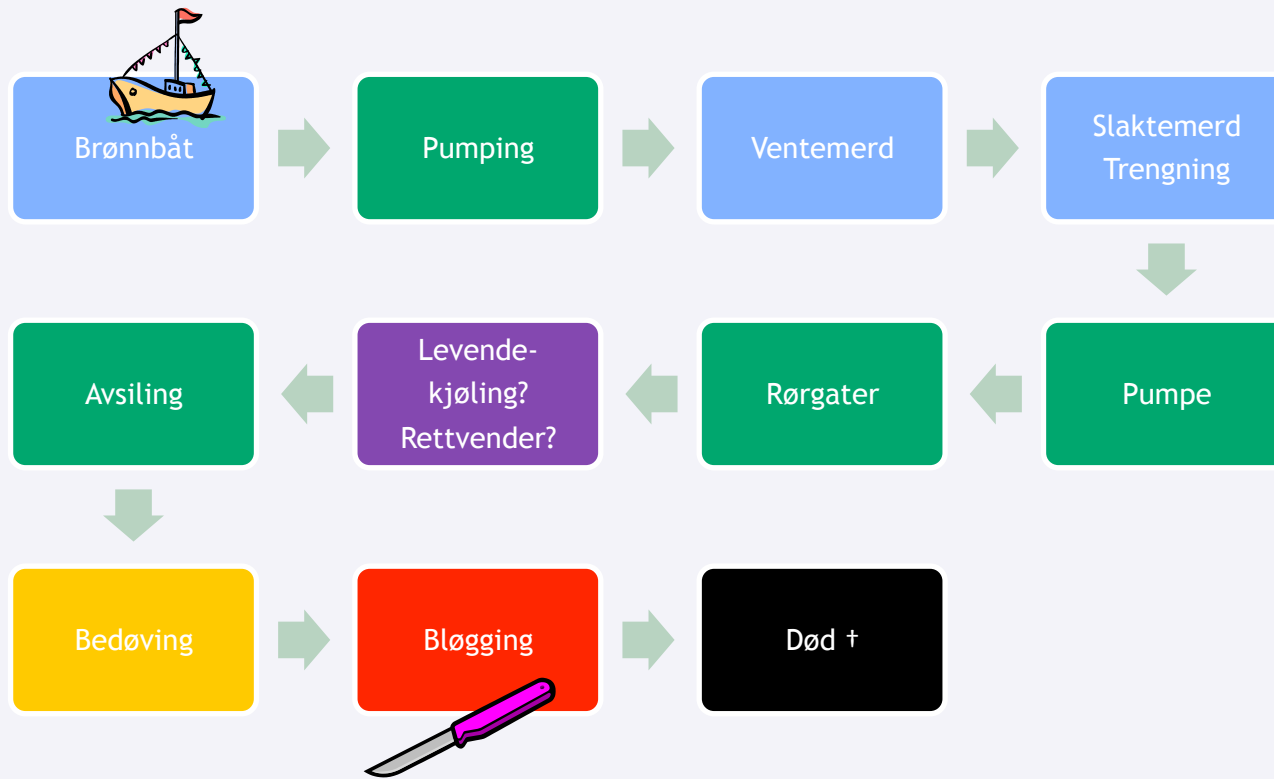 Brønnbåt
Pumping
Ventemerd
Slaktemerd
Trengning
Pumpe
Rørgater
Levende-
kjøling?
Rettvender?
Avsiling
Bedøving
Bløgging
Død †